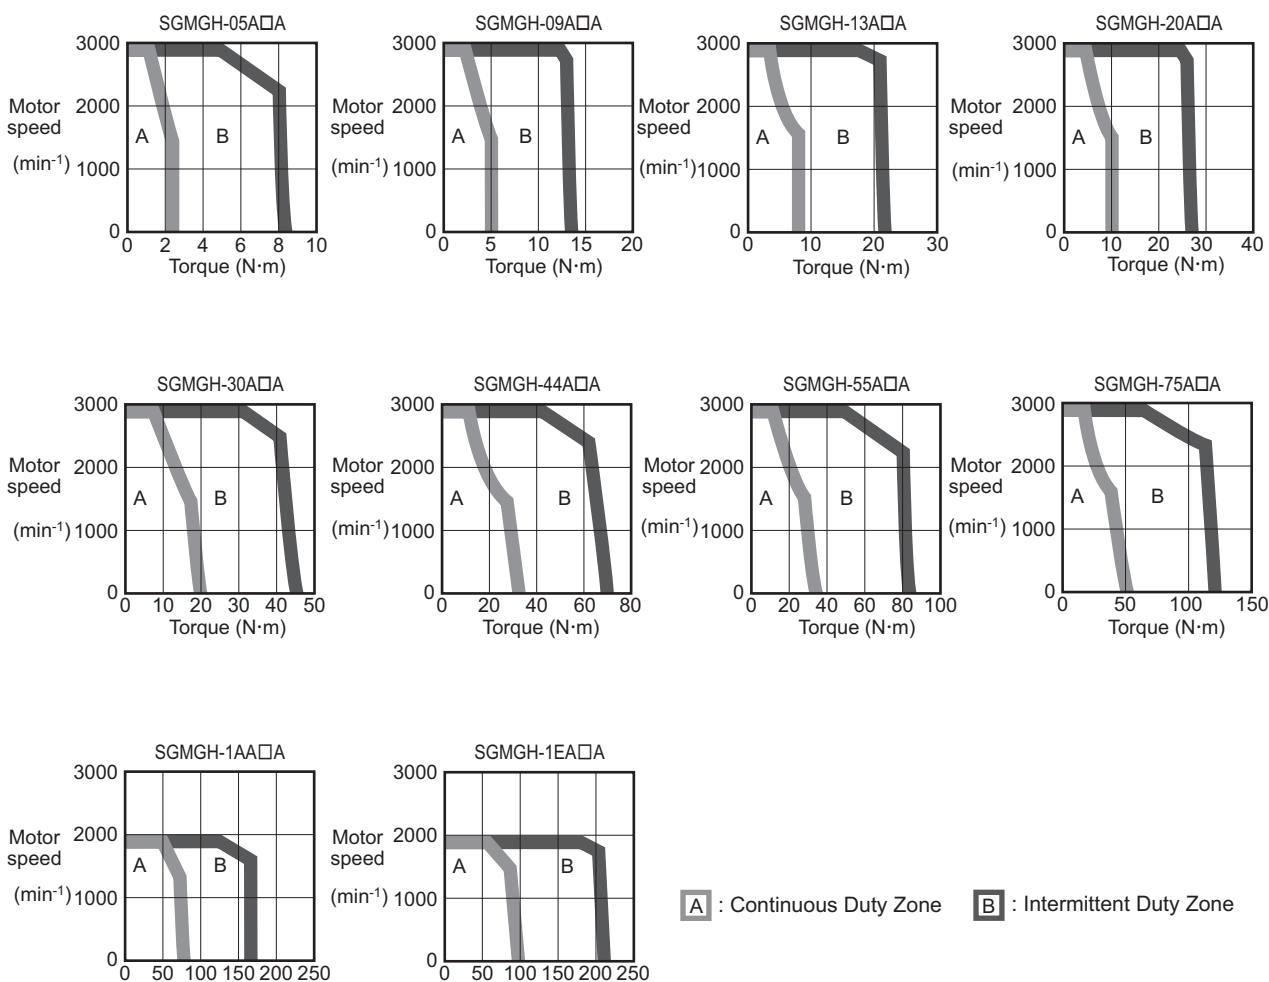 SGMGH-05A□A
3000
2000
1000
0
Motor
speed
(min-1)
A
B
0 2 4 6 8 10
Torque (N·m)
SGMGH-09A□A
3000
2000
1000
0
Motor
speed
(min-1)
A
B
0 5 10 15 20
Torque (N·m)
SGMGH-13A□A
3000
2000
1000
0
Motor
speed
(min-1)
A
B
0 10 20 30
Torque (N·m)
SGMGH-20A□A
3000
2000
1000
0
Motor
speed
(min-1)
A
B
0 10 20 30 40
Torque (N·m)
SGMGH-30A□A
3000
2000
1000
0
Motor
speed
(min-1)
A
B
0 10 20 30 40 50
Torque (N·m)
SGMGH-44A□A
3000
2000
1000
0
Motor
speed
(min-1)
A
B
0 20 40 60 80
Torque (N·m)
SGMGH-55A□A
3000
2000
1000
0
Motor
speed
(min-1)
A
B
0 20 40 60 80 100
Torque (N·m)
SGMGH-75A□A
3000
2000
1000
0
Motor
speed
(min-1)
A
B
0 50 100 150
Torque (N·m)
SGMGH-1AA□A
3000
2000
1000
0
Motor
speed
(min-1)
A
B
0 50 100 150 200 250
SGMGH-1EA□A
3000
2000
1000
0
Motor
speed
(min-1)
A
B
0 50 100 150 200 250
A : Continuous Duty Zone
B : Intermittent Duty Zone